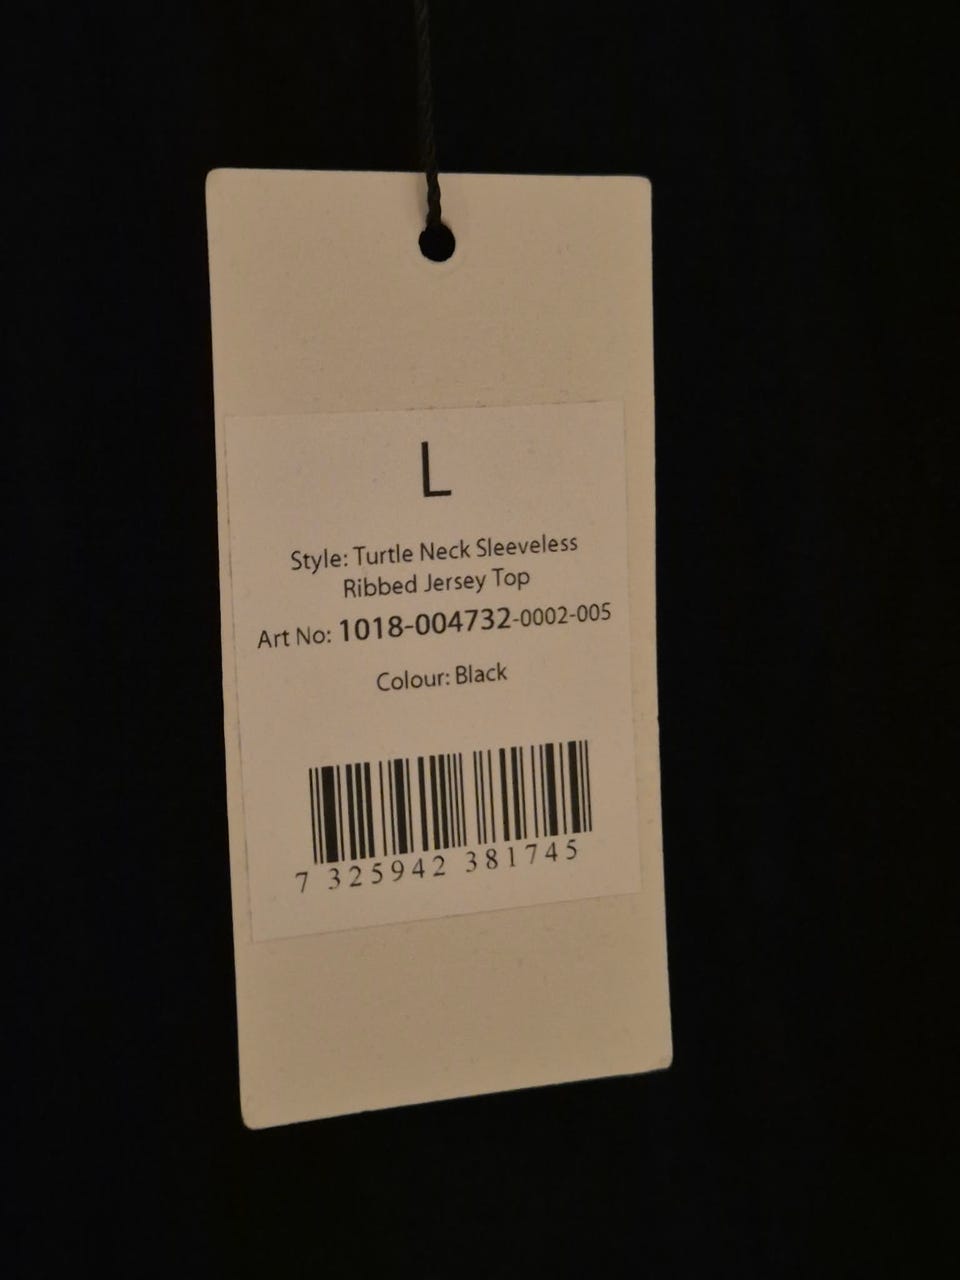 L
Style: Turtle Neck Sleeveless
Ribbed Jersey Top
Art No: 1018-004732-0002-005
Colour: Black
7 325942 381745